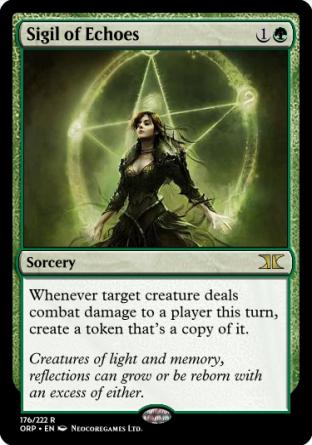 Sigil of Echoes 1
Sorcery
Whenever target creature deals
combat damage to a player this turn,
create a token that's a copy of it.
Creatures of light and memory,
reflections can grow or be reborn with
an excess of either.
176/222 R
ORP • EN Neocoregames Ltd.